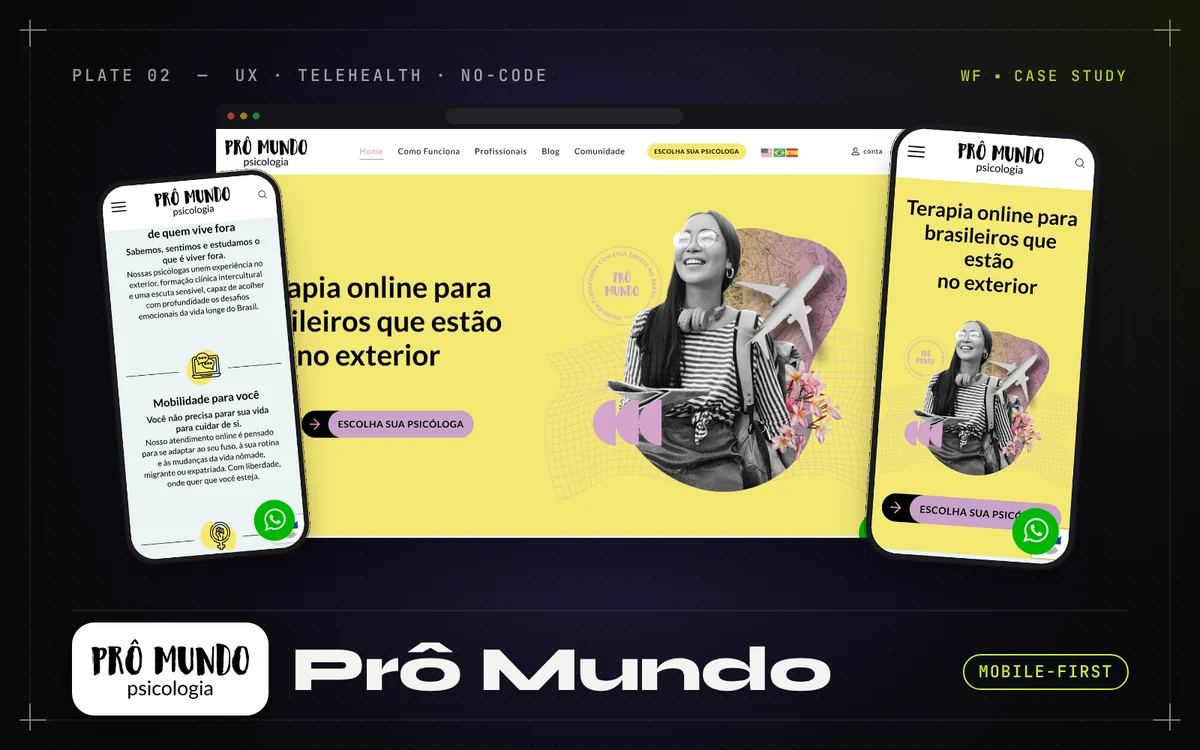 PLATE 02 — UX · TELEHEALTH · NO-CODE
WF ▪ CASE STUDY
PRÔ MUNDO
psicologia
Home
Como Funciona
Profissionais
Blog
Comunidade
ESCOLHA SUA PSICÓLOGA
conta
apia online para
ileiros que estão
no exterior
ESCOLHA SUA PSICÓLOGA
PRÔ
MUNDO
PRÔ MUNDO
psicologia
de quem vive fora
Sabemos, sentimos e estudamos o
que é viver fora.
Nossas psicólogas unem experiência no
exterior, formação clínica intercultural
e uma escuta sensível, capaz de acolher
com profundidade os desafios
emocionais da vida longe do Brasil.
Mobilidade para você
Você não precisa parar sua vida
para cuidar de si.
Nosso atendimento online é pensado
para se adaptar ao seu fuso, à sua rotina
e às mudanças da vida nômade,
migrante ou expatriada. Com liberdade,
onde quer que você esteja.
PRÔ MUNDO
psicologia
Terapia online para
brasileiros que
estão
no exterior
PRÔ
MUNDO
ESCOLHA SUA PSICÓ
PRÔ MUNDO
psicologia
Prô Mundo
MOBILE-FIRST